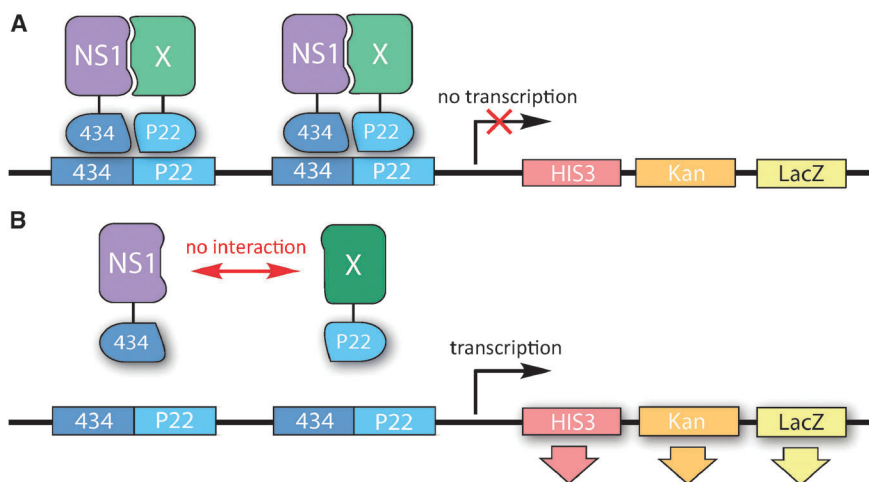 A
NS1 X NS1 X
no transcription
434 P22 434 P22
434 P22 434 P22 HIS3 Kan LacZ
B
NS1 no interaction X
434 P22
transcription
434 P22 434 P22 HIS3 Kan LacZ